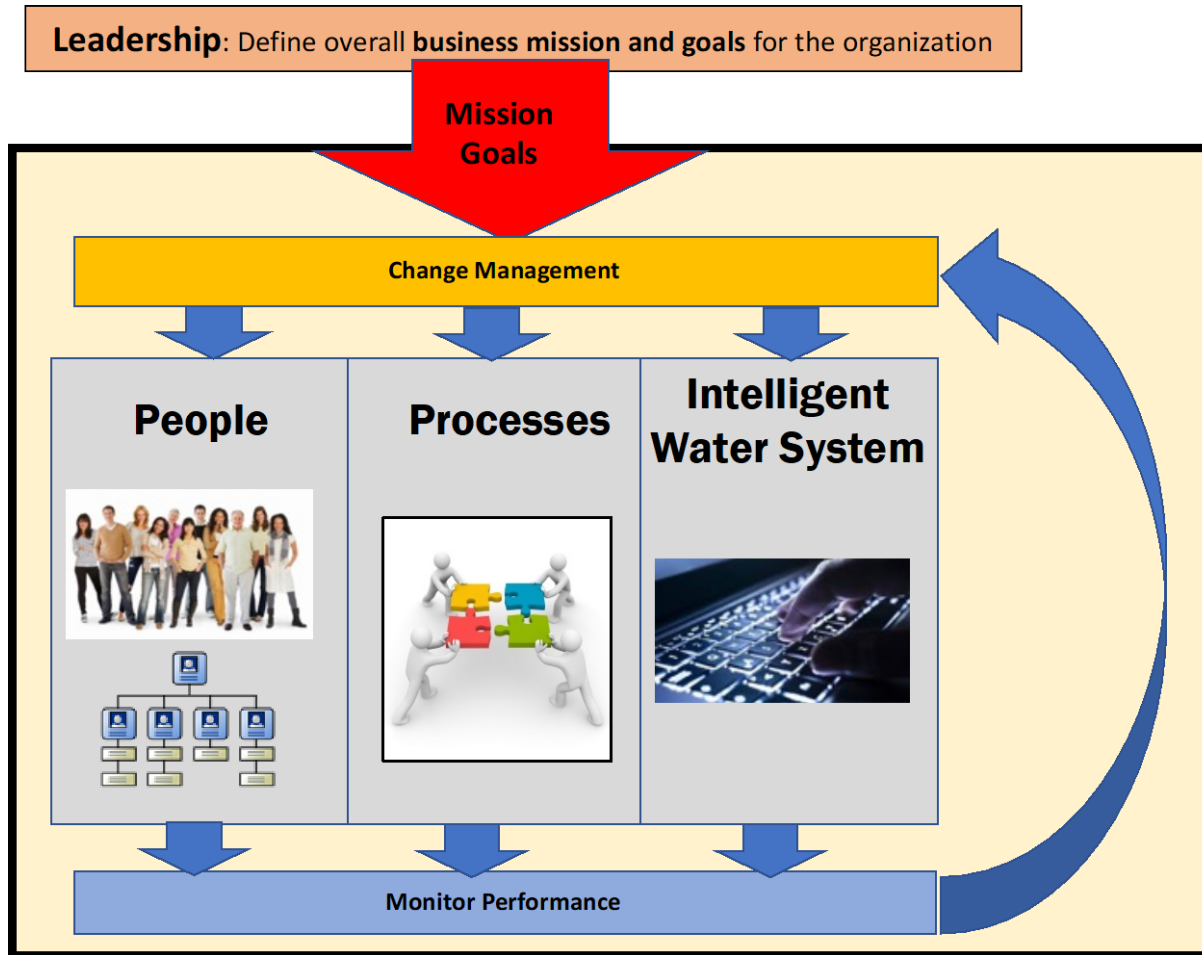 Leadership: Define overall business mission and goals for the organization
Mission
Goals
Change Management
People
Processes
Intelligent
Water System
Monitor Performance